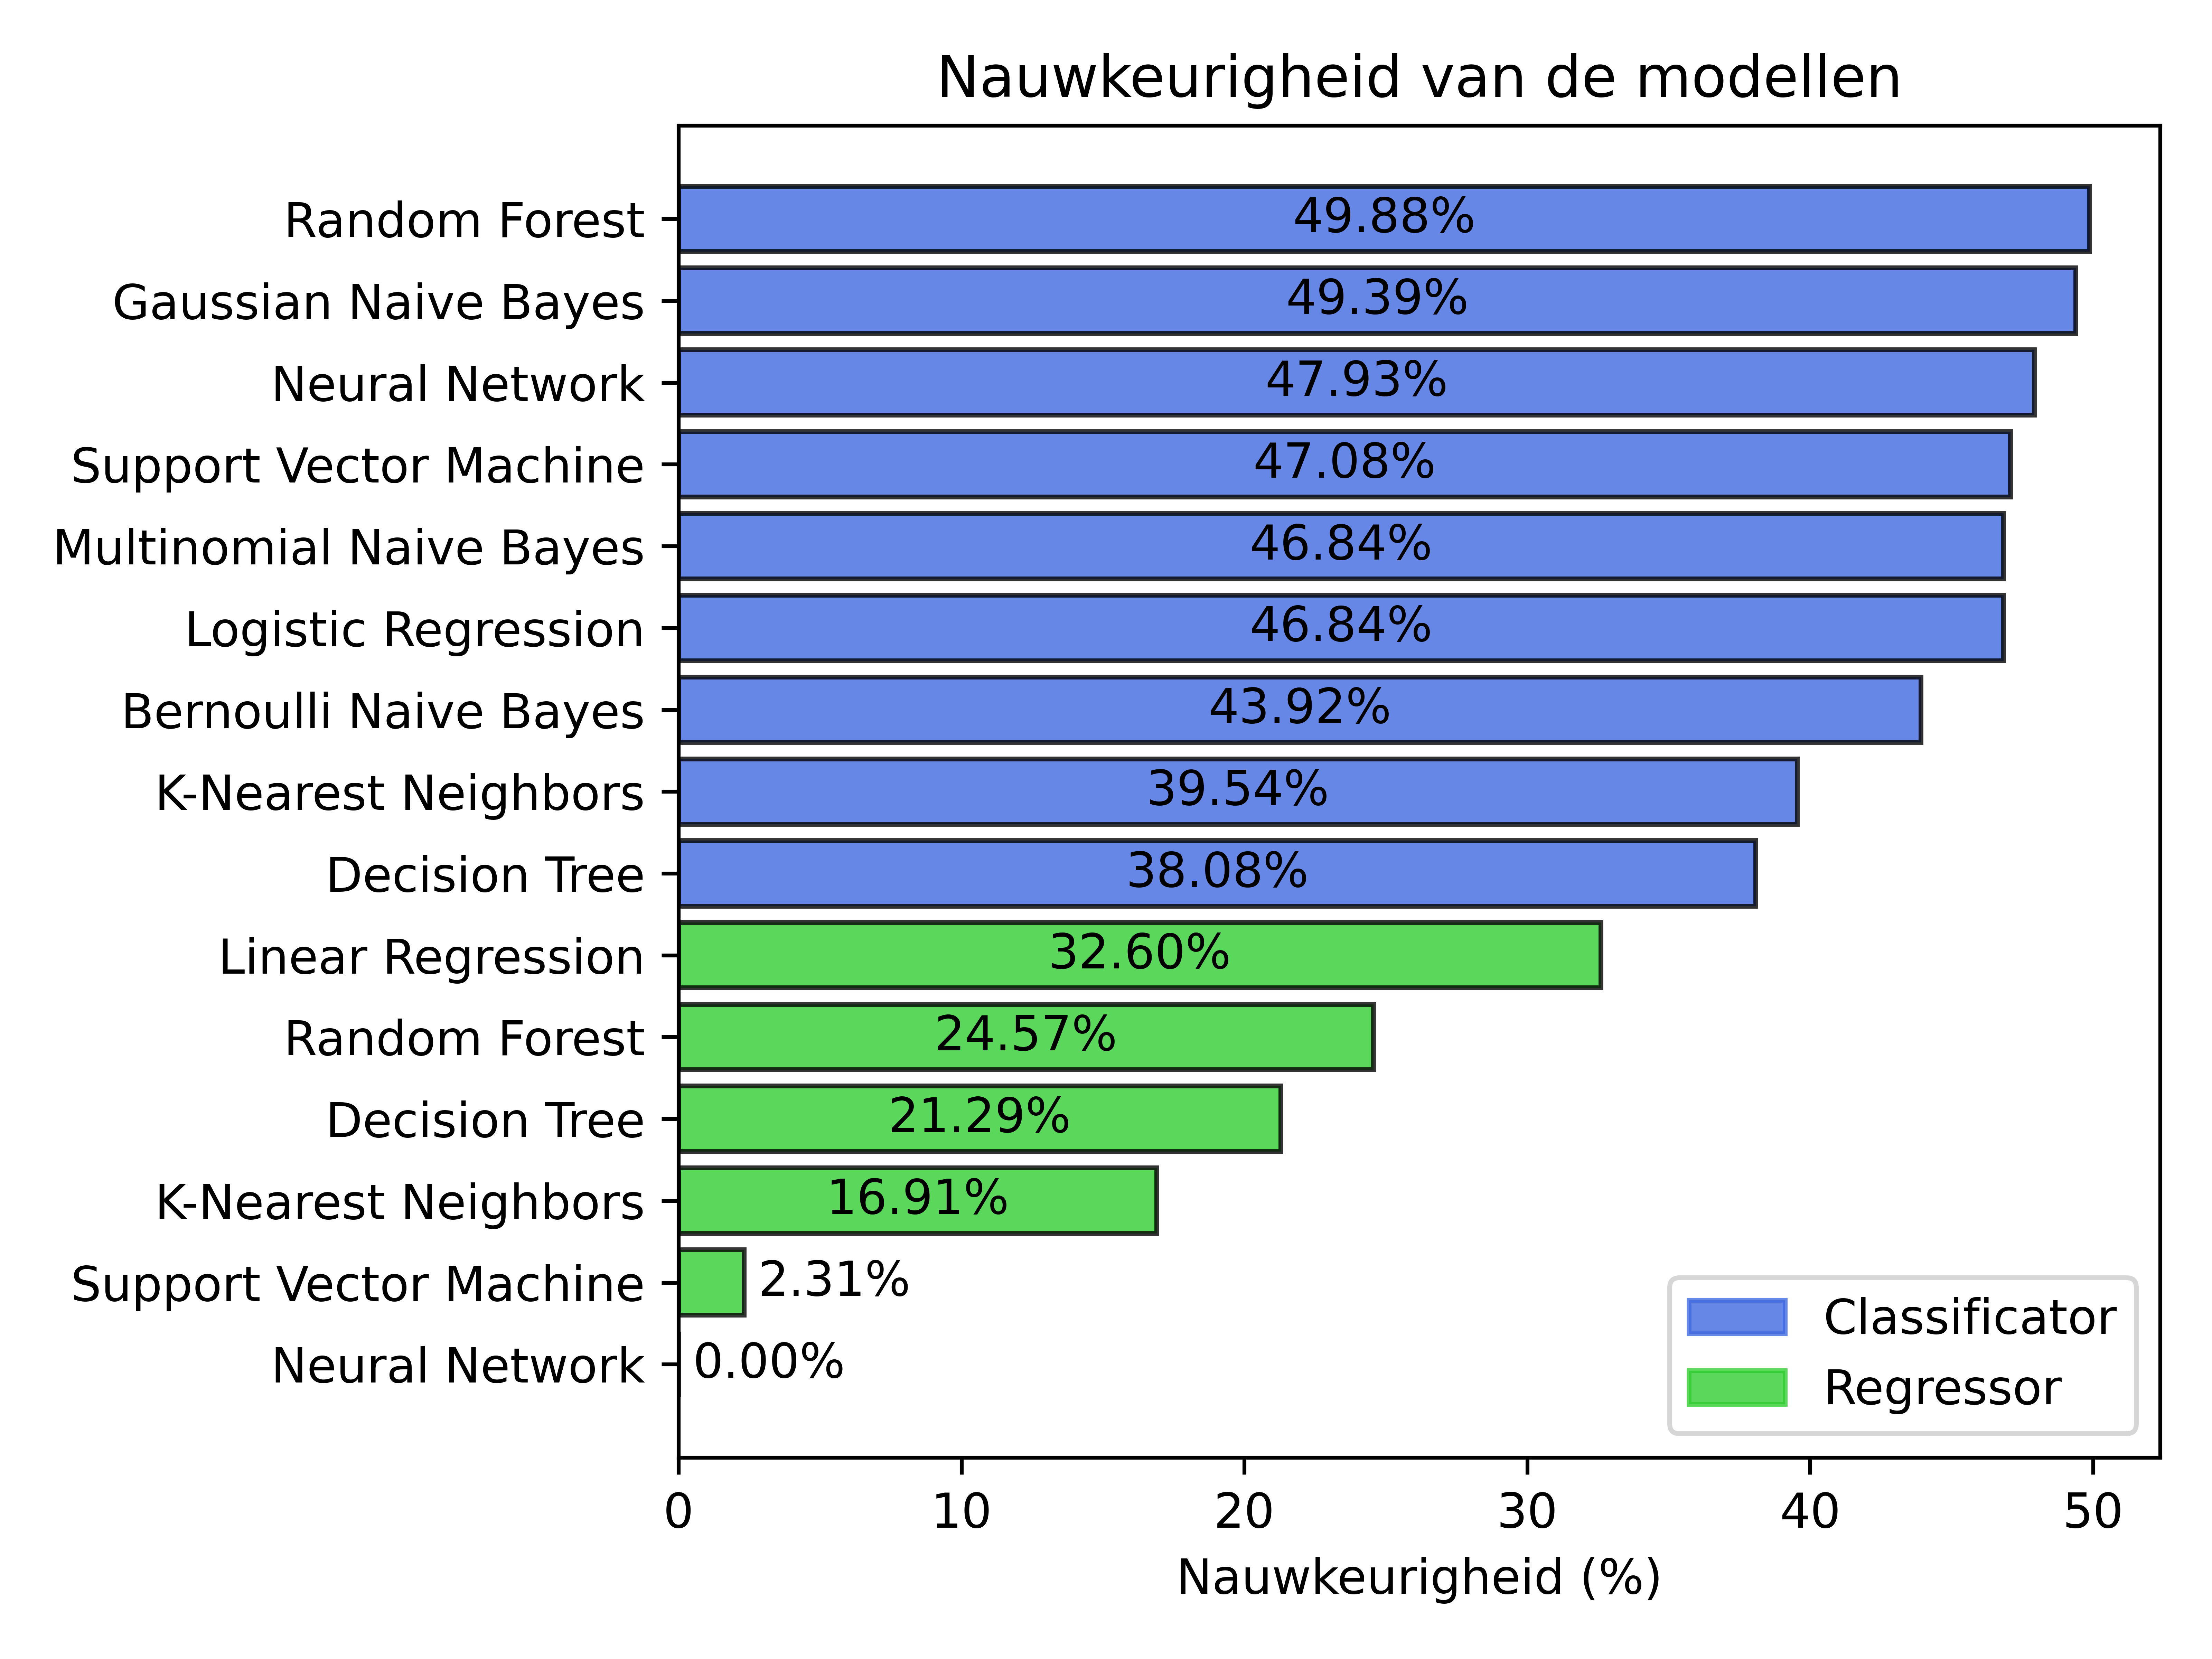 Nauwkeurigheid van de modellen
Random Forest 49.88%
Gaussian Naive Bayes 49.39%
Neural Network 47.93%
Support Vector Machine 47.08%
Multinomial Naive Bayes 46.84%
Logistic Regression 46.84%
Bernoulli Naive Bayes 43.92%
K-Nearest Neighbors 39.54%
Decision Tree 38.08%
Linear Regression 32.60%
Random Forest 24.57%
Decision Tree 21.29%
K-Nearest Neighbors 16.91%
Support Vector Machine 2.31%
Neural Network 0.00%
Classificator
Regressor
0 10 20 30 40 50
Nauwkeurigheid (%)